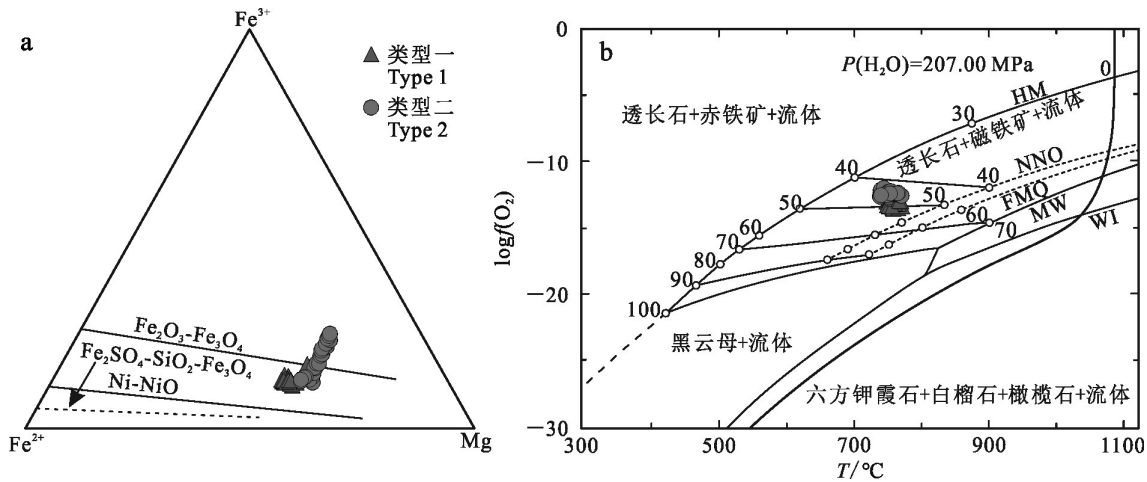 a
Fe³⁺
类型一
Type 1
类型二
Type 2
Fe₂O₃-Fe₃O₄
Fe₂SO₄-SiO₂-Fe₃O₄
Ni-NiO
Fe²⁺
Mg
b
P(H₂O)=207.00 MPa
透长石+赤铁矿+流体
透长石+磁铁矿+流体
HM
NNO
FMQ
MW
WI
0
30
40
40
50
50
60
60
70
70
80
90
100
黑云母+流体
六方钾霞石+白榴石+橄榄石+流体
logf(O₂)
0
−10
−20
−30
300
500
700
900
1100
T/℃